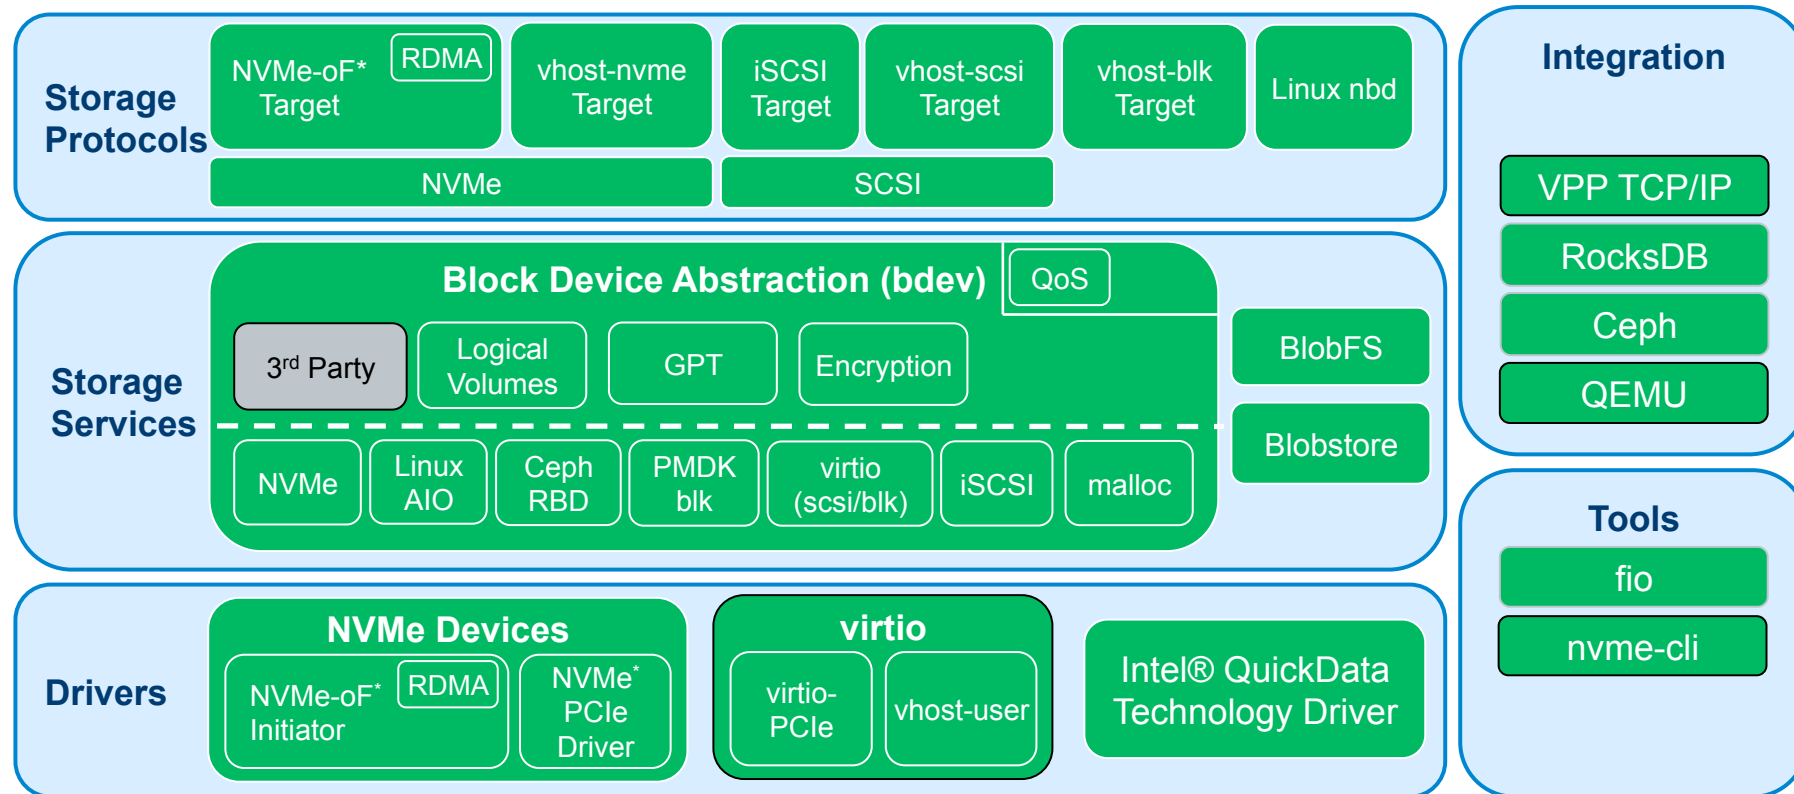 Storage
Protocols
NVMe-oF*
Target
RDMA
vhost-nvme
Target
iSCSI
Target
vhost-scsi
Target
vhost-blk
Target
Linux nbd
NVMe
SCSI
Storage
Services
Block Device Abstraction (bdev)
QoS
3rd Party
Logical
Volumes
GPT
Encryption
NVMe
Linux
AIO
Ceph
RBD
PMDK
blk
virtio
(scsi/blk)
iSCSI
malloc
BlobFS
Blobstore
Drivers
NVMe Devices
NVMe-oF*
Initiator
RDMA
NVMe*
PCIe
Driver
virtio
virtio-
PCIe
vhost-user
Intel® QuickData
Technology Driver
Integration
VPP TCP/IP
RocksDB
Ceph
QEMU
Tools
fio
nvme-cli